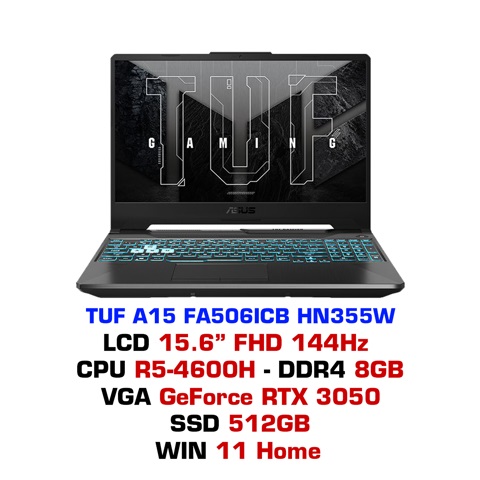 TUF
GAMING
ASUS
TUF A15 FA506ICB HN355W
LCD 15.6” FHD 144Hz
CPU R5-4600H - DDR4 8GB
VGA GeForce RTX 3050
SSD 512GB
WIN 11 Home